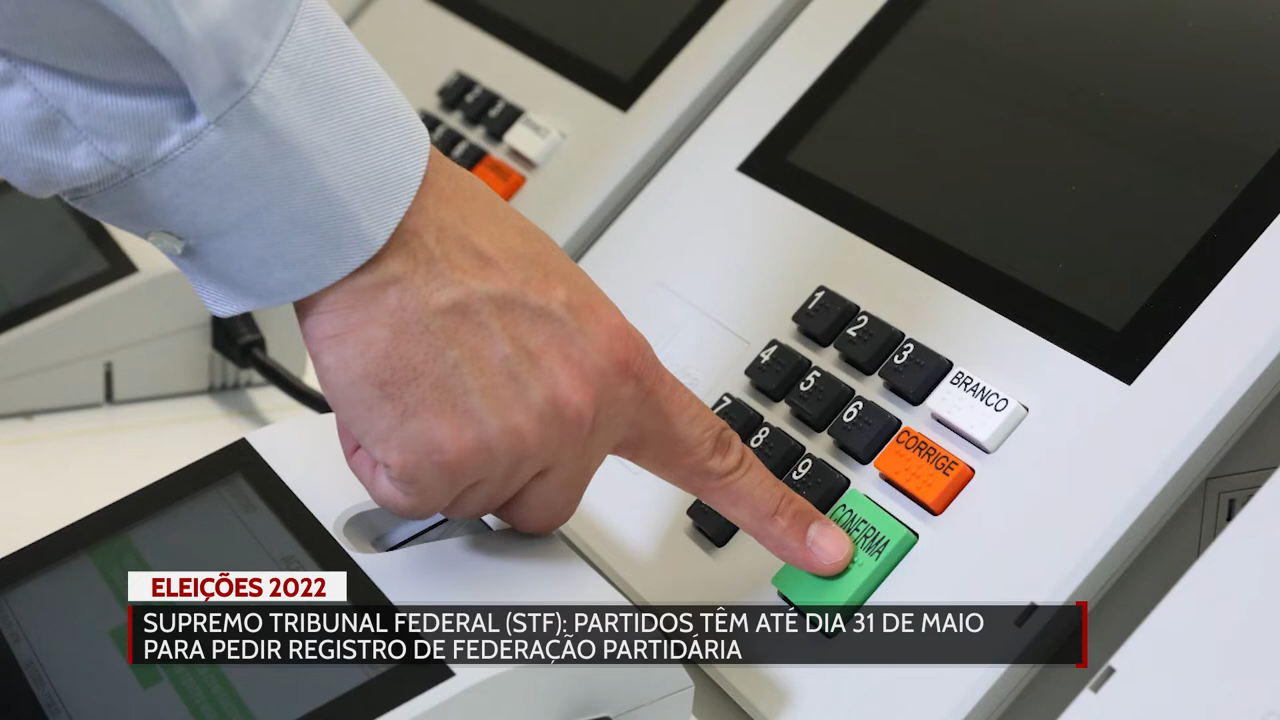 1
2
3
BRANCO
4
5
6
CORRIGE
7
8
9
CONFIRMA
ELEIÇÕES 2022
SUPREMO TRIBUNAL FEDERAL (STF): PARTIDOS TÊM ATÉ DIA 31 DE MAIO
PARA PEDIR REGISTRO DE FEDERAÇÃO PARTIDÁRIA